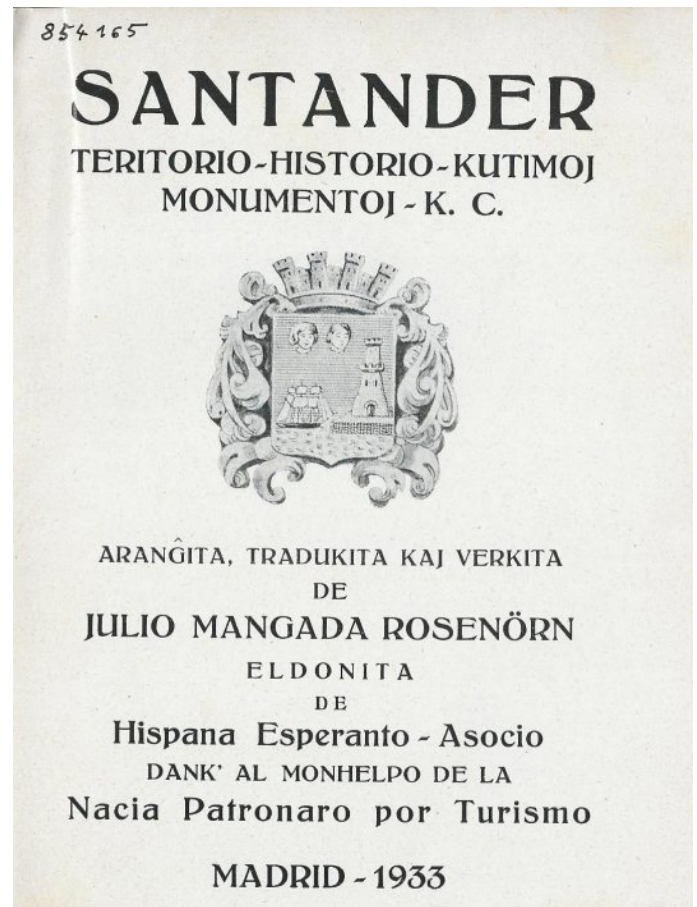 854165
SANTANDER
TERITORIO-HISTORIO-KUTIMOJ
MONUMENTOJ - K. C.
ARANĜITA, TRADUKITA KAJ VERKITA
DE
JULIO MANGADA ROSENÖRN
ELDONITA
DE
Hispana Esperanto - Asocio
DANK' AL MONHELPO DE LA
Nacia Patronaro por Turismo
MADRID - 1933